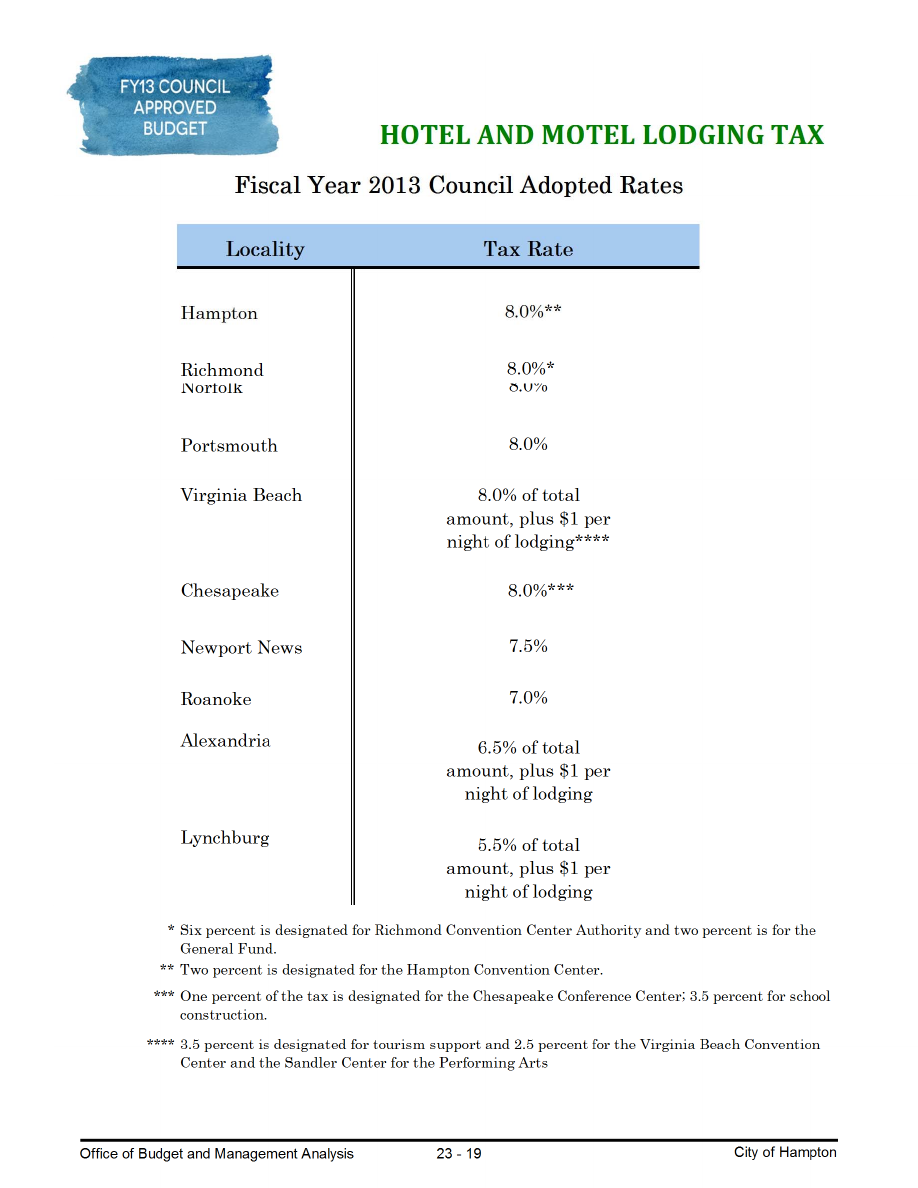 FY13 COUNCIL
APPROVED
BUDGET
HOTEL AND MOTEL LODGING TAX
Fiscal Year 2013 Council Adopted Rates
Locality Tax Rate
Hampton 8.0%**
Richmond 8.0%*
Norfolk 8.0%
Portsmouth 8.0%
Virginia Beach 8.0% of total
amount, plus $1 per
night of lodging****
Chesapeake 8.0%***
Newport News 7.5%
Roanoke 7.0%
Alexandria 6.5% of total
amount, plus $1 per
night of lodging
Lynchburg 5.5% of total
amount, plus $1 per
night of lodging
* Six percent is designated for Richmond Convention Center Authority and two percent is for the
General Fund.
** Two percent is designated for the Hampton Convention Center.
*** One percent of the tax is designated for the Chesapeake Conference Center; 3.5 percent for school
construction.
**** 3.5 percent is designated for tourism support and 2.5 percent for the Virginia Beach Convention
Center and the Sandler Center for the Performing Arts
Office of Budget and Management Analysis 23 - 19 City of Hampton